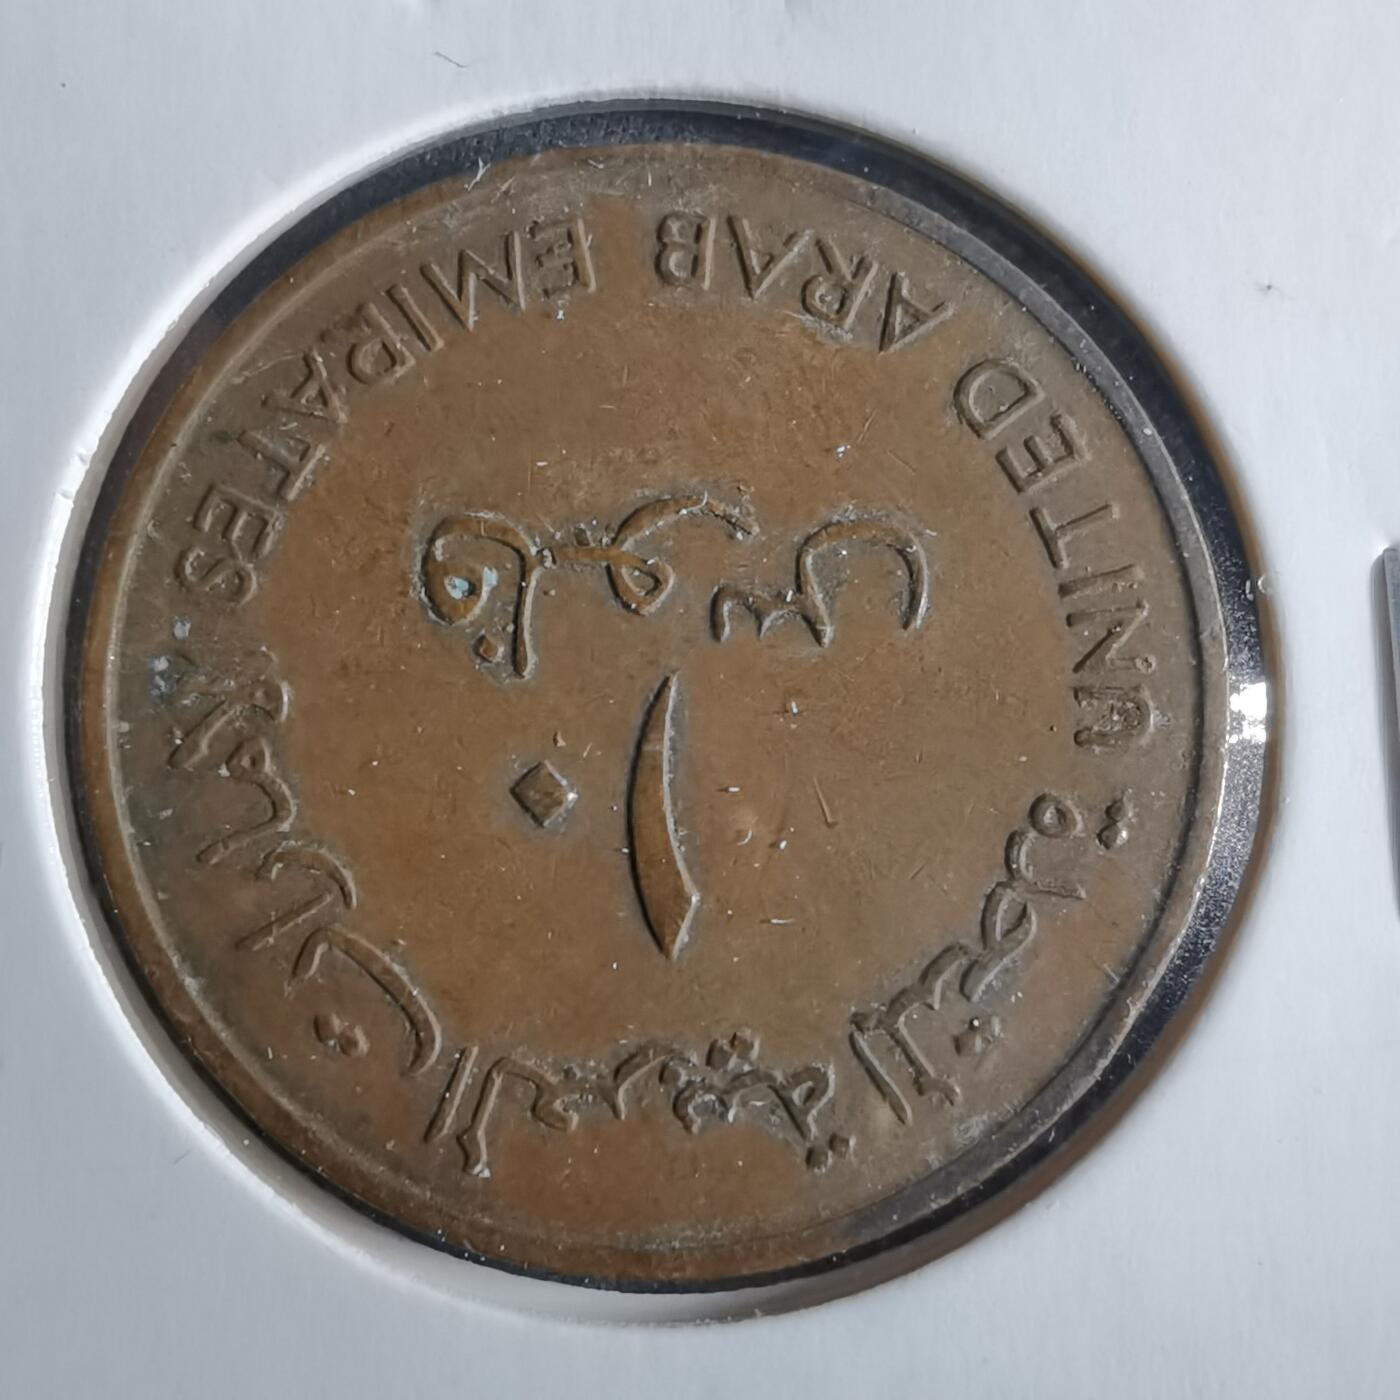 الامارات العربية المتحدة
١٠
فلوس
UNITED ARAB EMIRATES